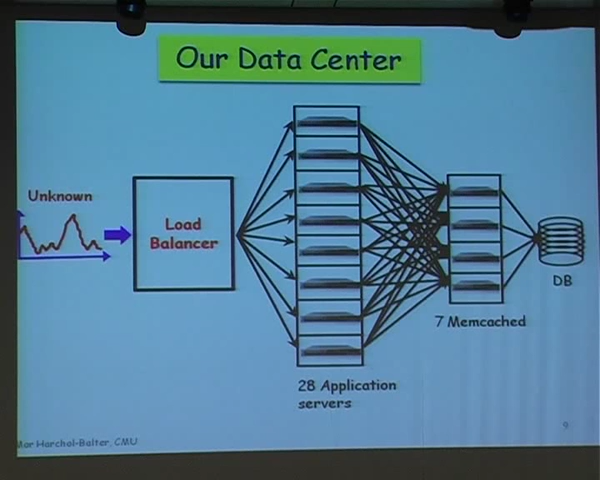 Our Data Center
Unknown
Load
Balancer
DB
7 Memcached
28 Application
servers
Mor Harchol-Balter, CMU
9